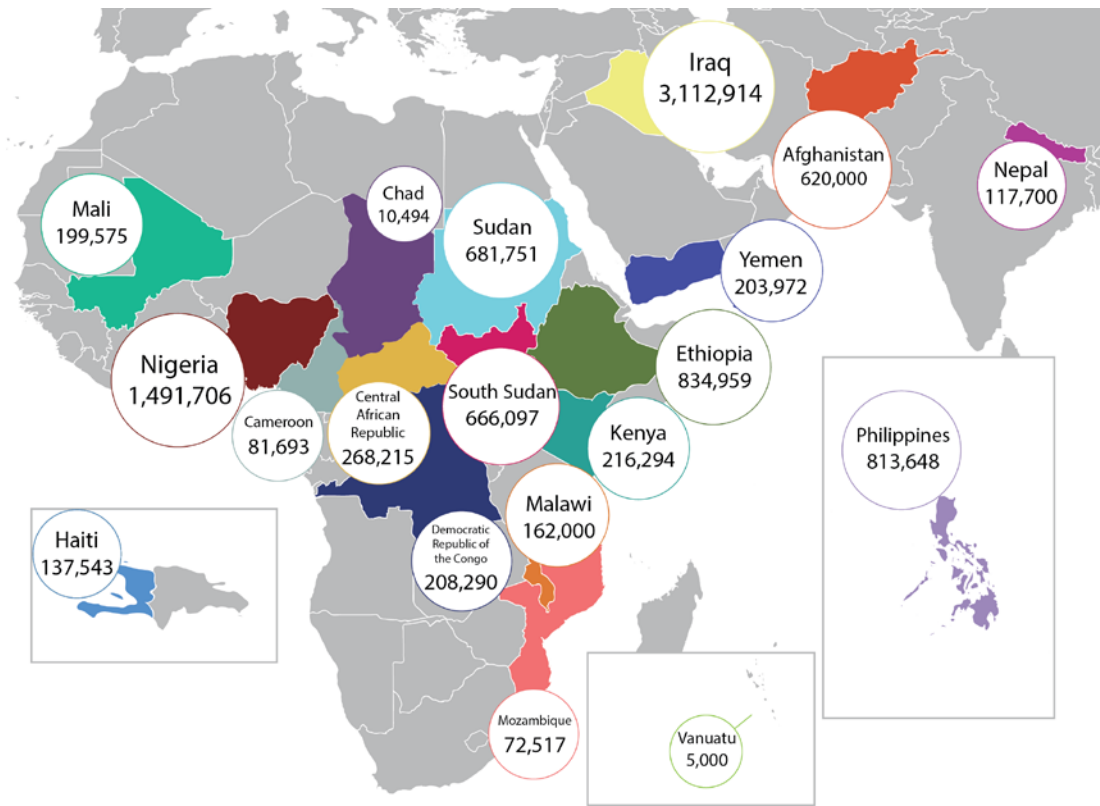 Iraq
3,112,914
Afghanistan
620,000
Nepal
117,700
Mali
199,575
Chad
10,494
Sudan
681,751
Yemen
203,972
Nigeria
1,491,706
Ethiopia
834,959
South Sudan
666,097
Central
African
Republic
268,215
Cameroon
81,693
Kenya
216,294
Philippines
813,648
Malawi
162,000
Democratic
Republic of
the Congo
208,290
Haiti
137,543
Mozambique
72,517
Vanuatu
5,000